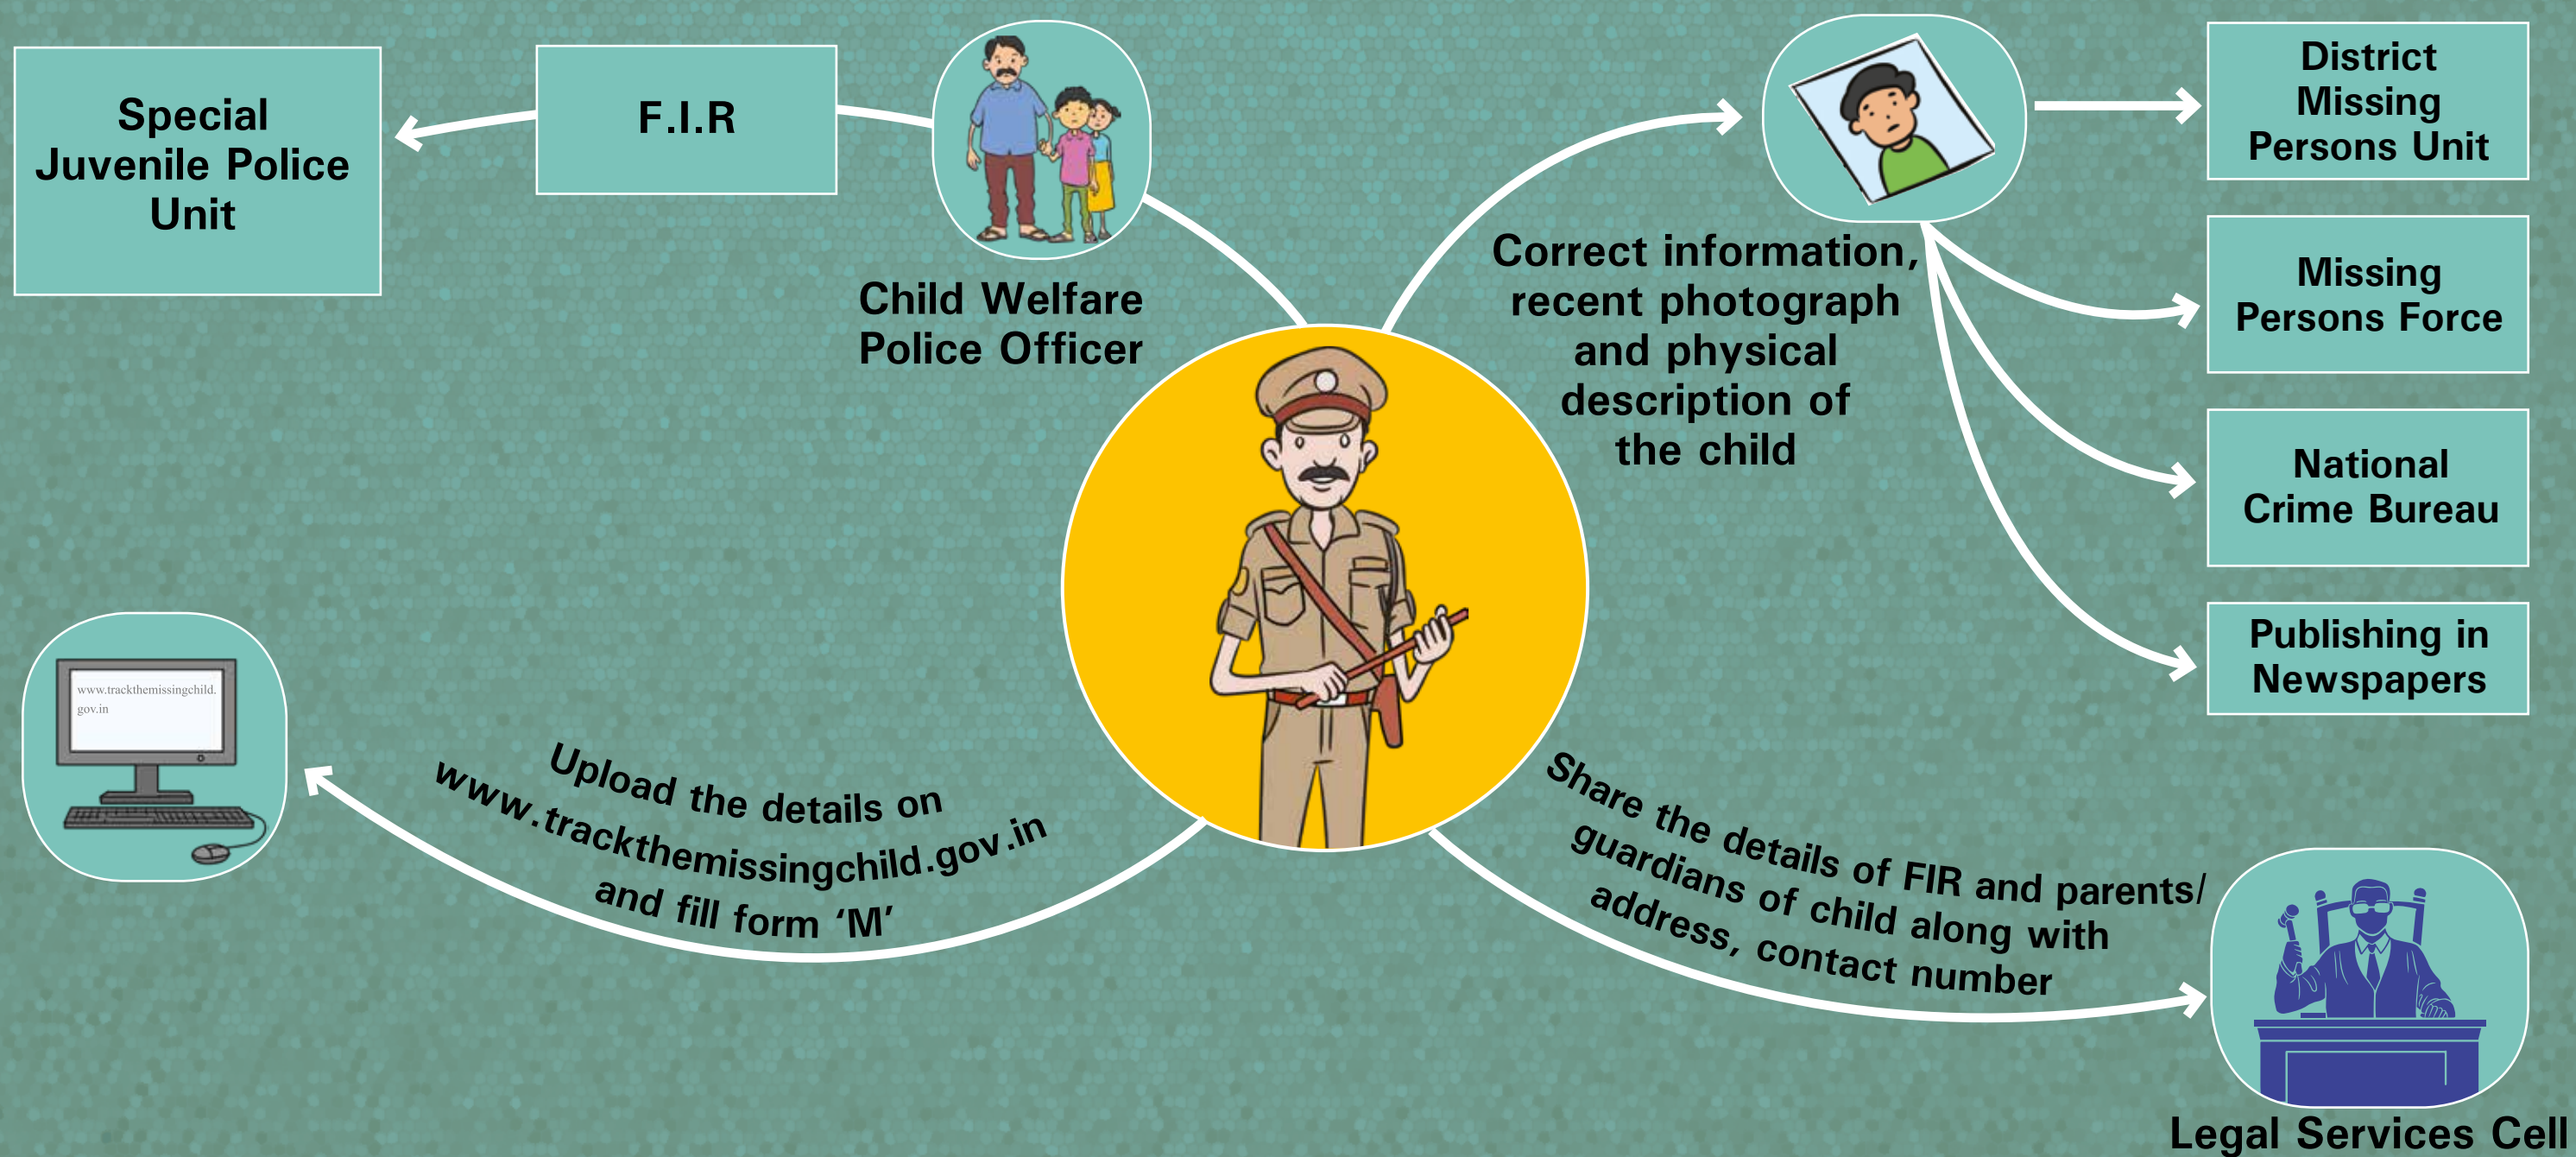 Special
Juvenile Police
Unit
F.I.R
Child Welfare
Police Officer
Correct information,
recent photograph
and physical
description of
the child
District
Missing
Persons Unit
Missing
Persons Force
National
Crime Bureau
Publishing in
Newspapers
www.trackthemissingchild.
gov.in
Upload the details on
www.trackthemissingchild.gov.in
and fill form ‘M’
Share the details of FIR and parents/
guardians of child along with
address, contact number
Legal Services Cell